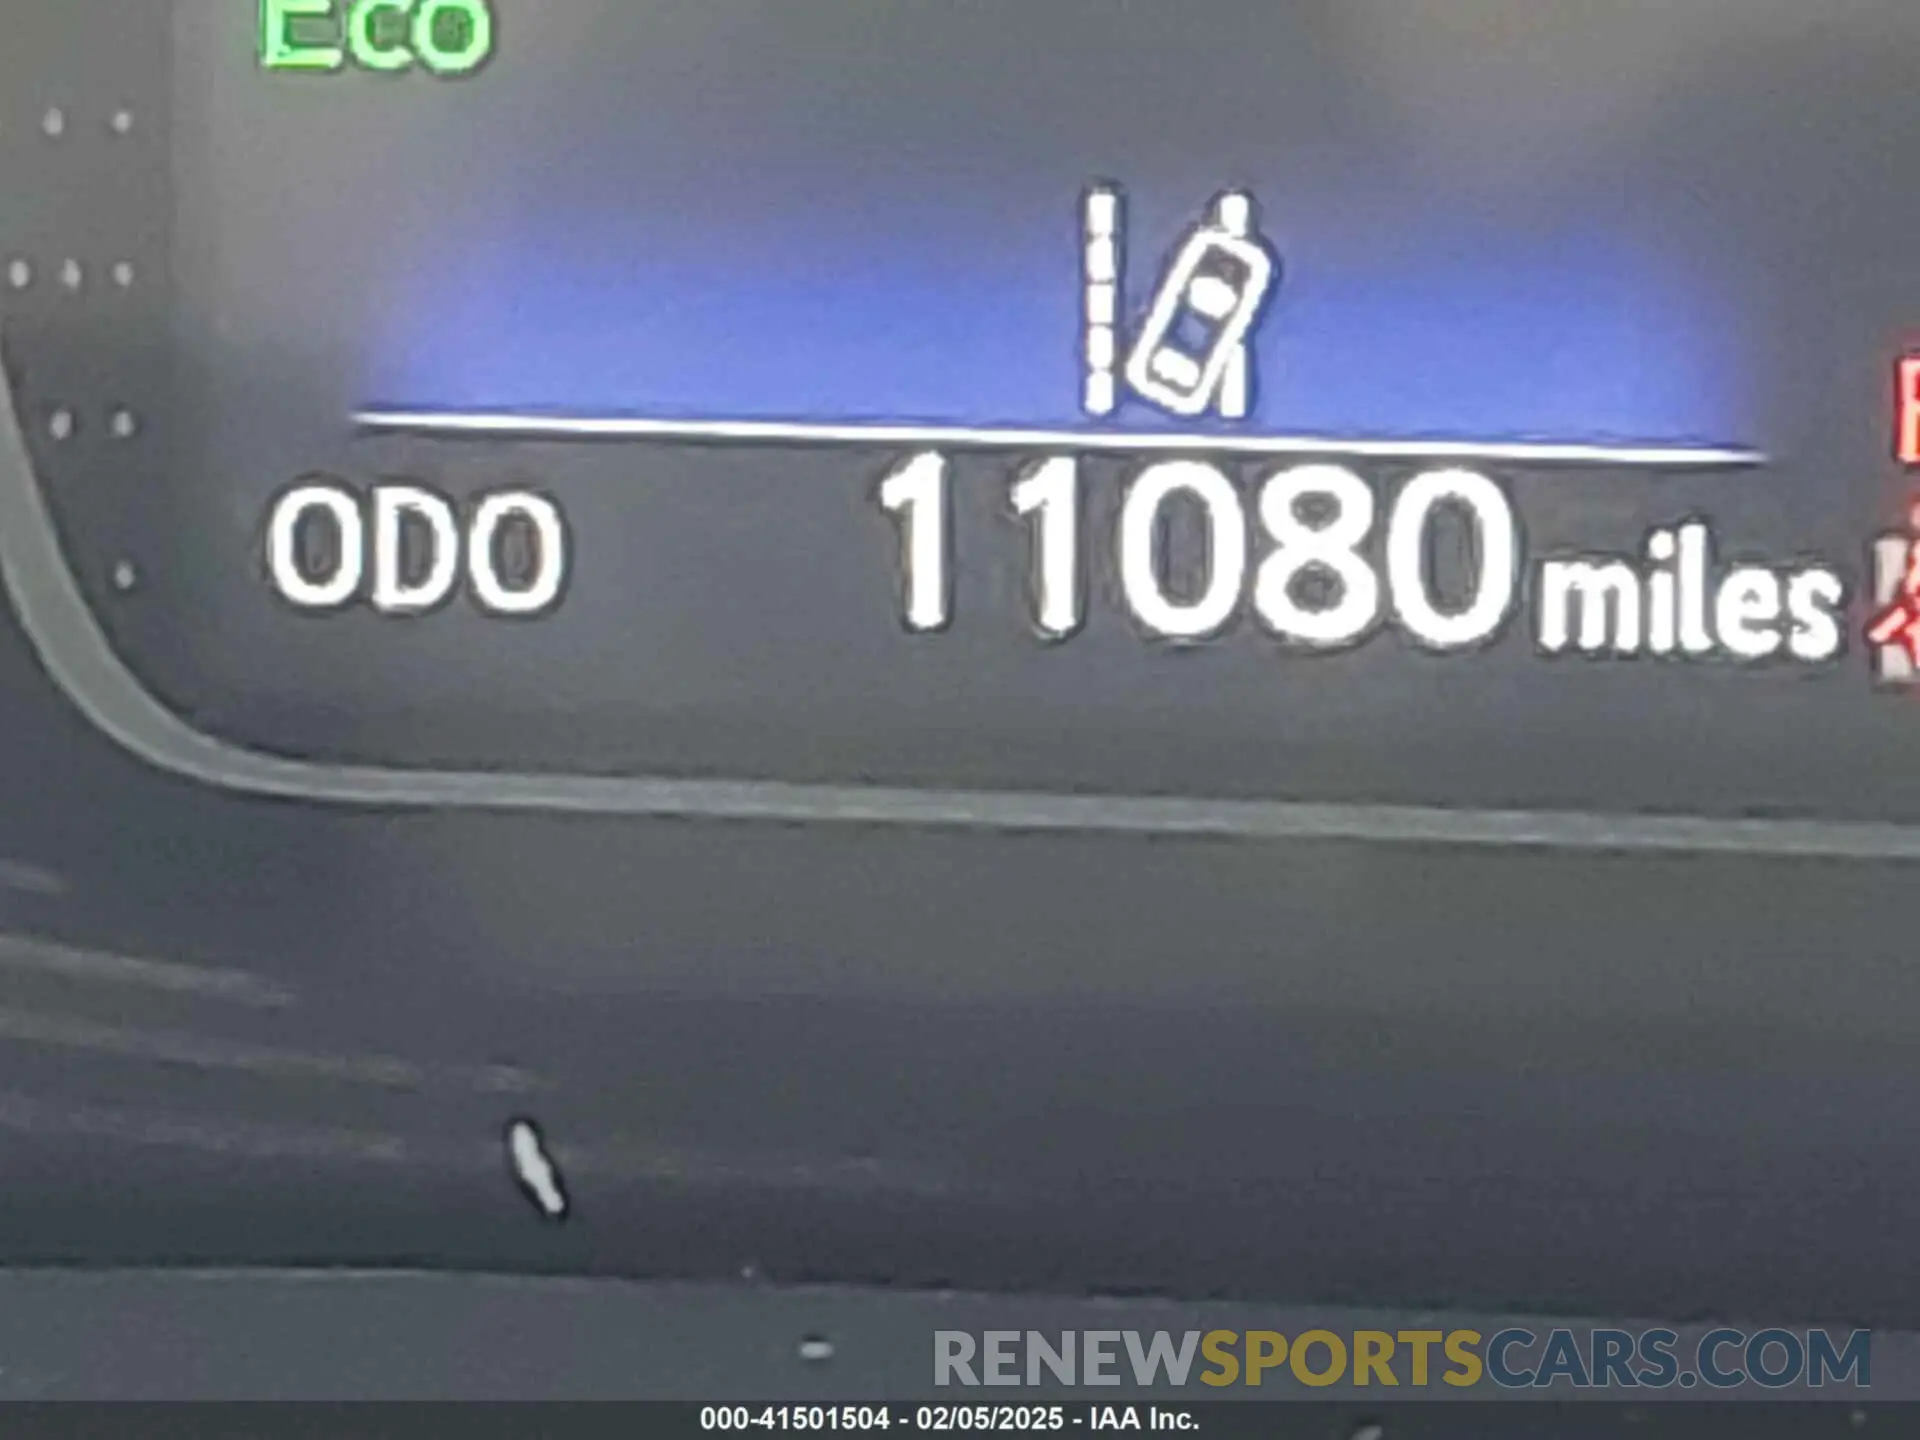 ECO
ODO 11080 miles
RENEWSPORTSCARS.COM
000-41501504 - 02/05/2025 - IAA Inc.